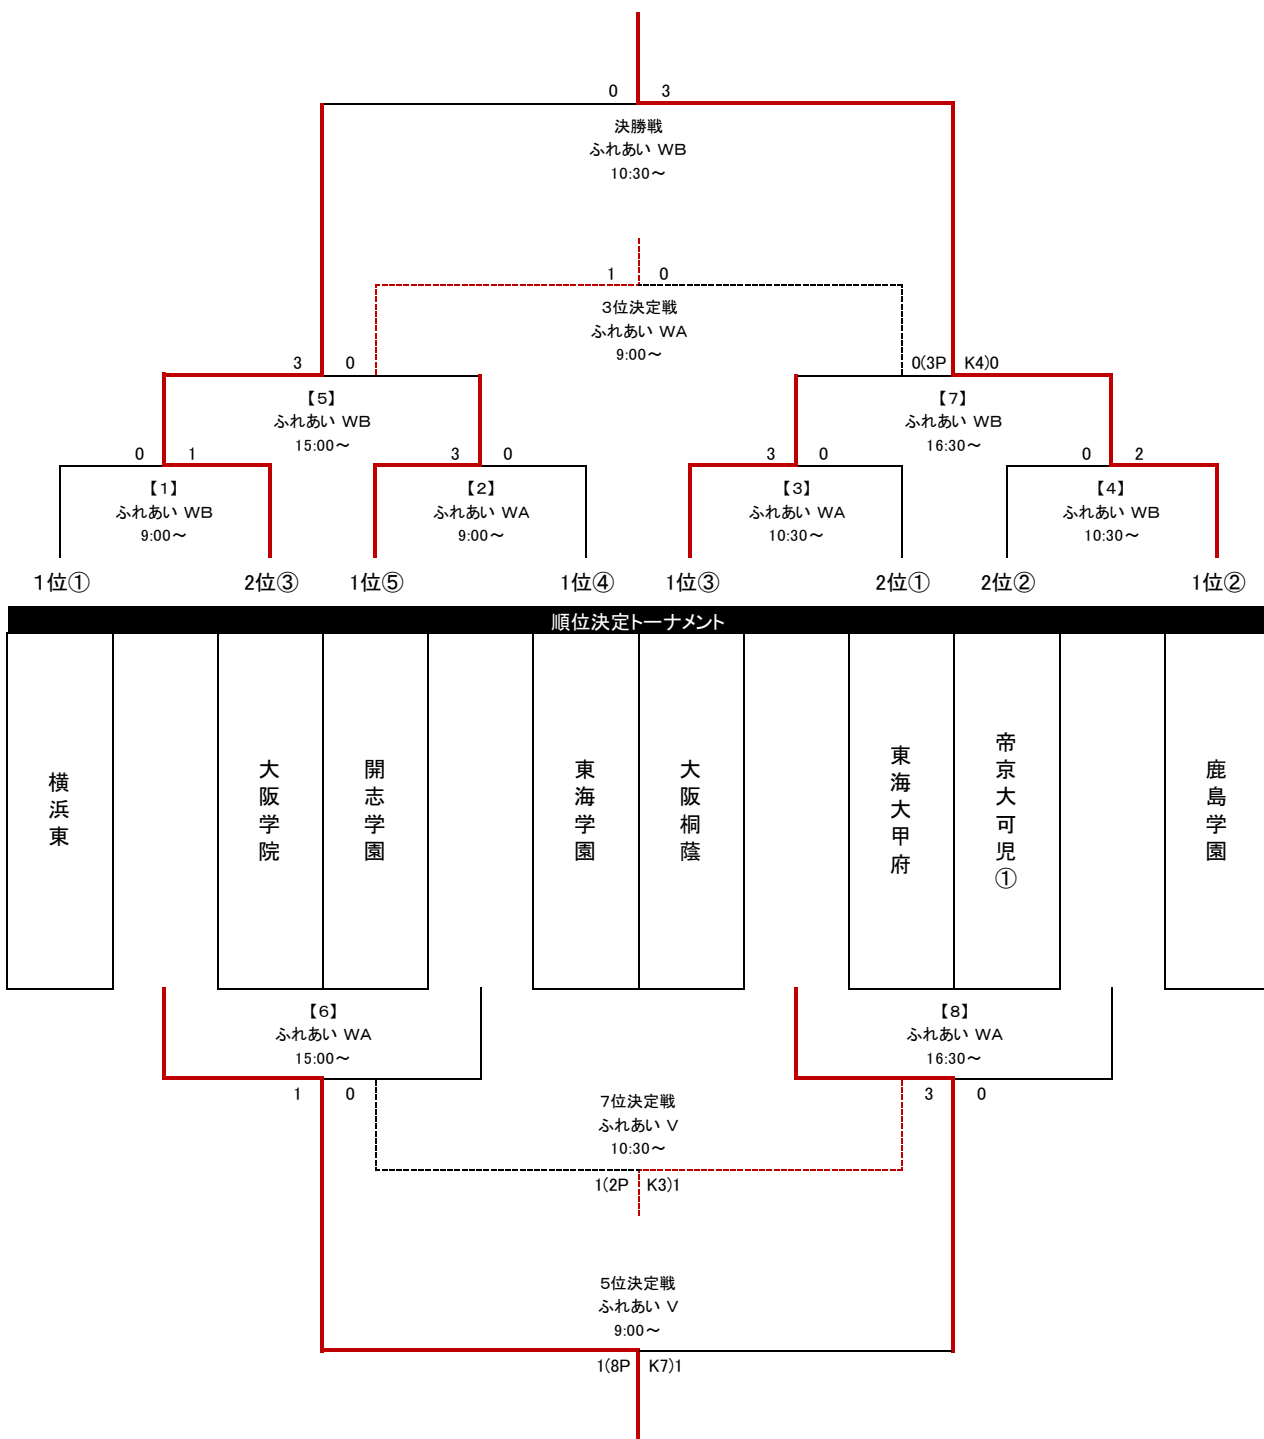 0 3
決勝戦
ふれあい WB
10:30～
1 0
3位決定戦
ふれあい WA
9:00～
3 0
0(3P K4)0
【5】
ふれあい WB
15:00～
【7】
ふれあい WB
16:30～
0 1
3 0
3 0
0 2
【1】
ふれあい WB
9:00～
【2】
ふれあい WA
9:00～
【3】
ふれあい WA
10:30～
【4】
ふれあい WB
10:30～
1位① 2位③ 1位⑤ 1位④ 1位③ 2位① 2位② 1位②
順位決定トーナメント
横浜東
大阪学院
開志学園
東海学園
大阪桐蔭
東海大甲府
帝京大可児①
鹿島学園
【6】
ふれあい WA
15:00～
【8】
ふれあい WA
16:30～
1 0
3 0
7位決定戦
ふれあい V
10:30～
1(2P K3)1
5位決定戦
ふれあい V
9:00～
1(8P K7)1